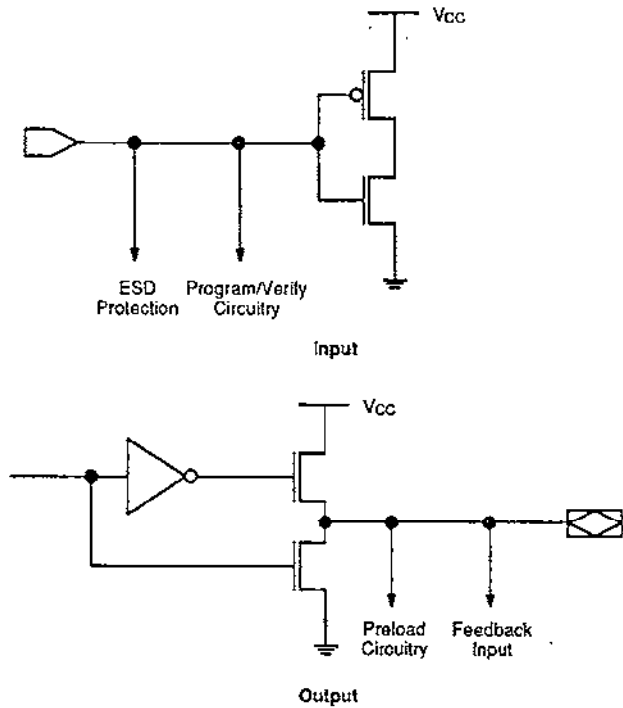 VCC
ESD
Protection
Program/Verify
Circuitry
Input
VCC
Preload
Circuitry
Feedback
Input
Output